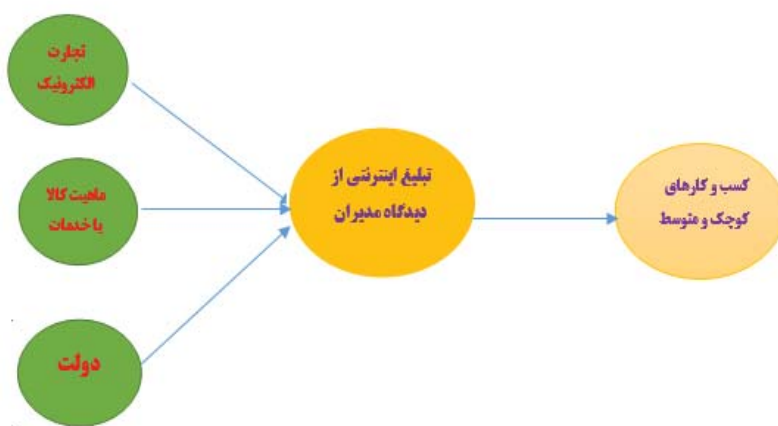 تجارت
الکترونیک
ماهیت کالا
یا خدمات
دولت
تبلیغ اینترنتی از
دیدگاه مدیران
کسب و کارهای
کوچک و متوسط